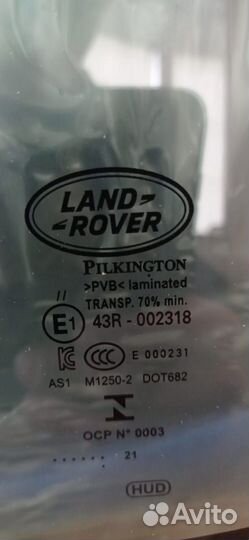 LAND-
-ROVER
PILKINGTON
>PVB< laminated
TRANSP. 70% min.
//
E1 43R - 002318
E 000231
AS1 M1250-2 DOT682
OCP N° 0003
...... 21
HUD
Avito